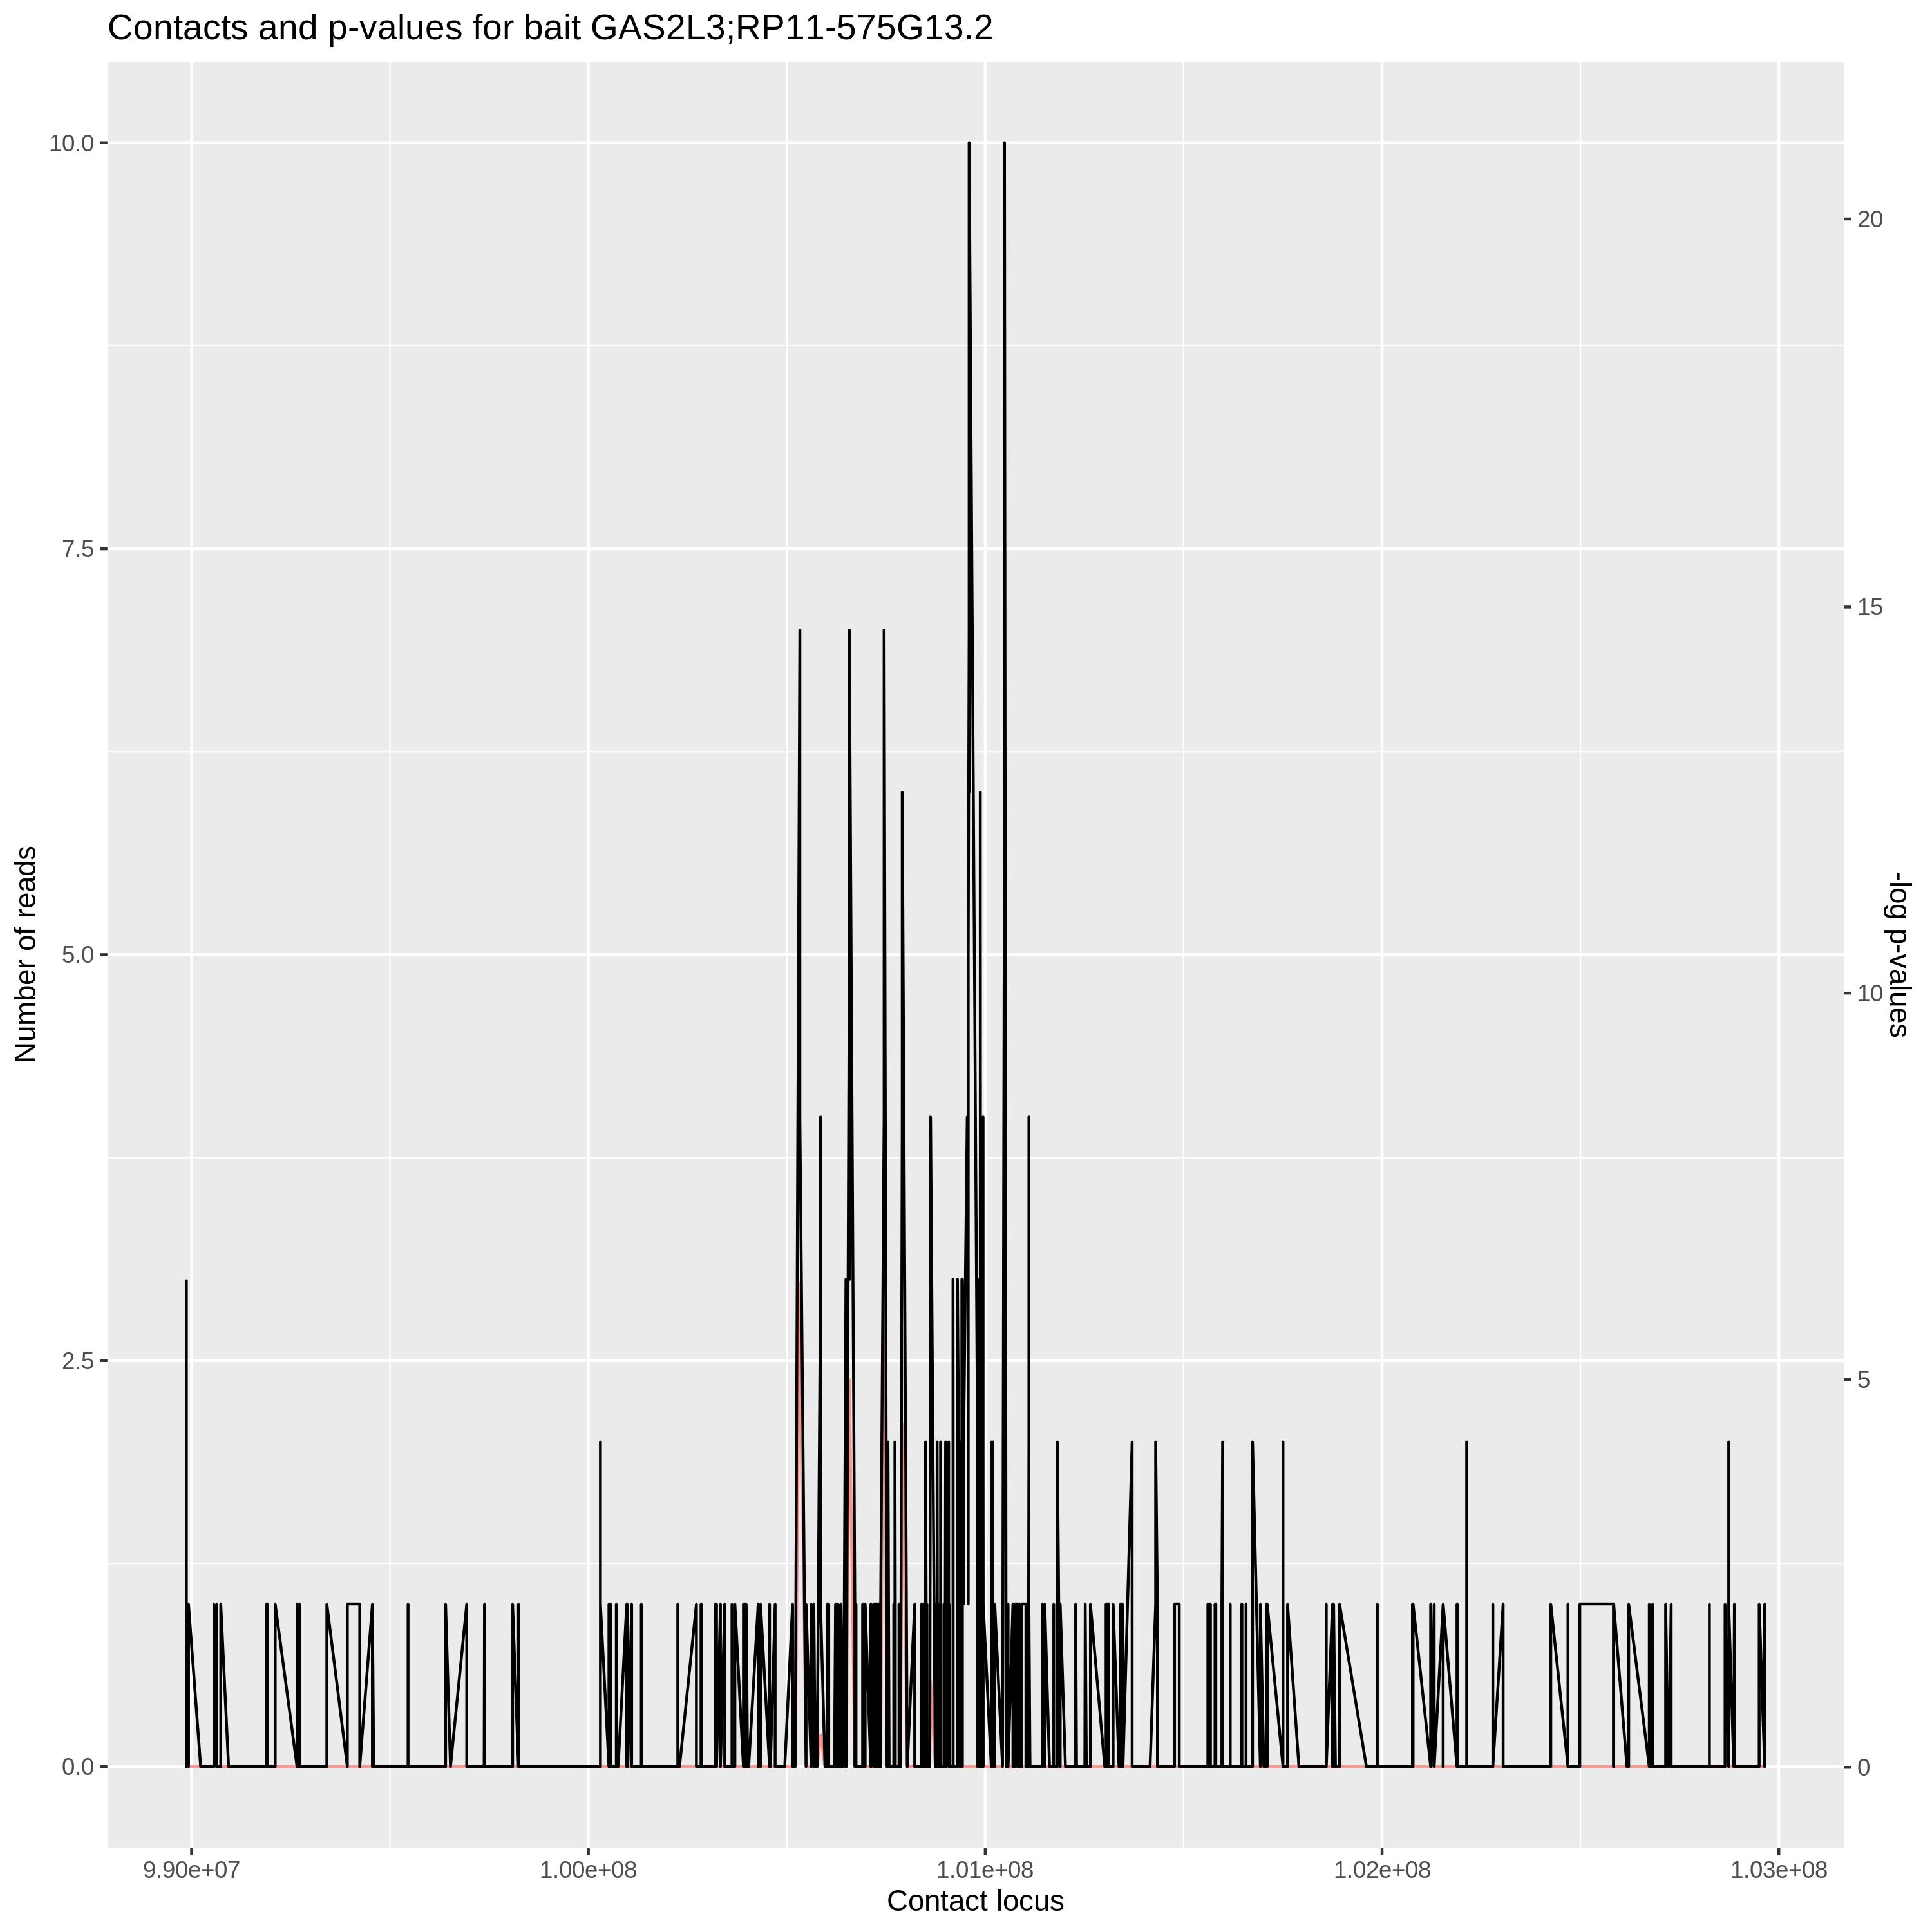 Contacts and p-values for bait GAS2L3;RP11-575G13.2
10.0
7.5
5.0
2.5
0.0
Number of reads
20
15
10
5
0
-log p-values
9.90e+07
1.00e+08
1.01e+08
1.02e+08
1.03e+08
Contact locus